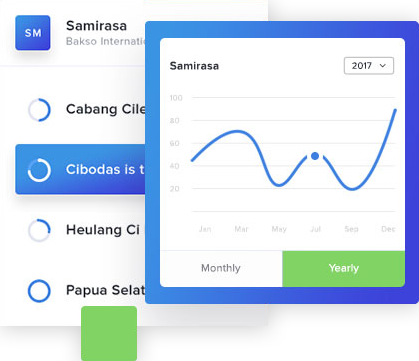 SM
Samirasa
Bakso Internatio
Cabang Cile
Cibodas is t
Heulang Ci
Papua Selat
Samirasa
2017
100
80
60
40
20
Jan Mar May Jul Sep Dec
Monthly Yearly